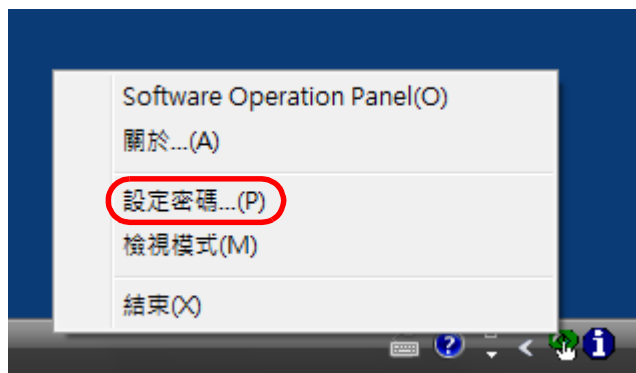 Software Operation Panel(O)
關於...(A)
設定密碼...(P)
檢視模式(M)
結束(X)